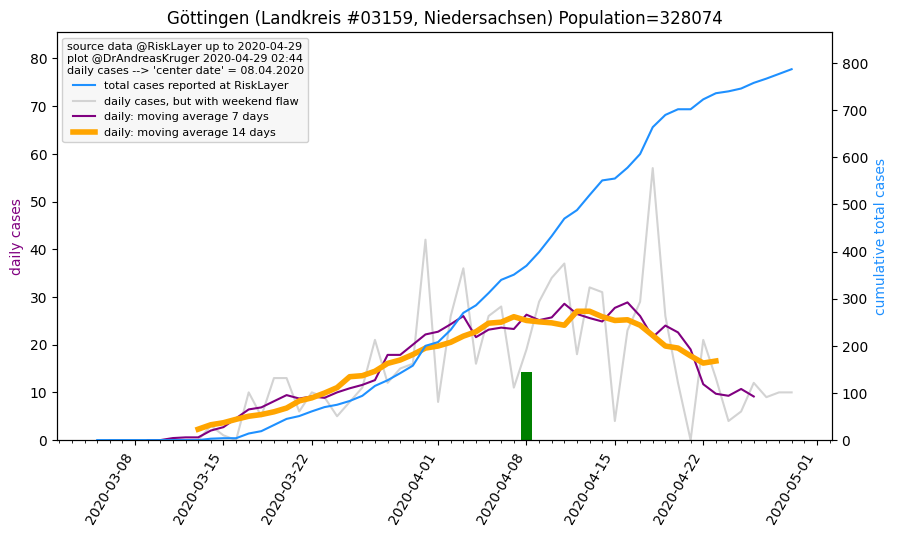 Göttingen (Landkreis #03159, Niedersachsen) Population=328074
source data @RiskLayer up to 2020-04-29
plot @DrAndreasKruger 2020-04-29 02:44
daily cases --> 'center date' = 08.04.2020
total cases reported at RiskLayer
daily cases, but with weekend flaw
daily: moving average 7 days
daily: moving average 14 days
daily cases
80
70
60
50
40
30
20
10
0
cumulative total cases
800
700
600
500
400
300
200
100
0
2020-03-08
2020-03-15
2020-03-22
2020-04-01
2020-04-08
2020-04-15
2020-04-22
2020-05-01